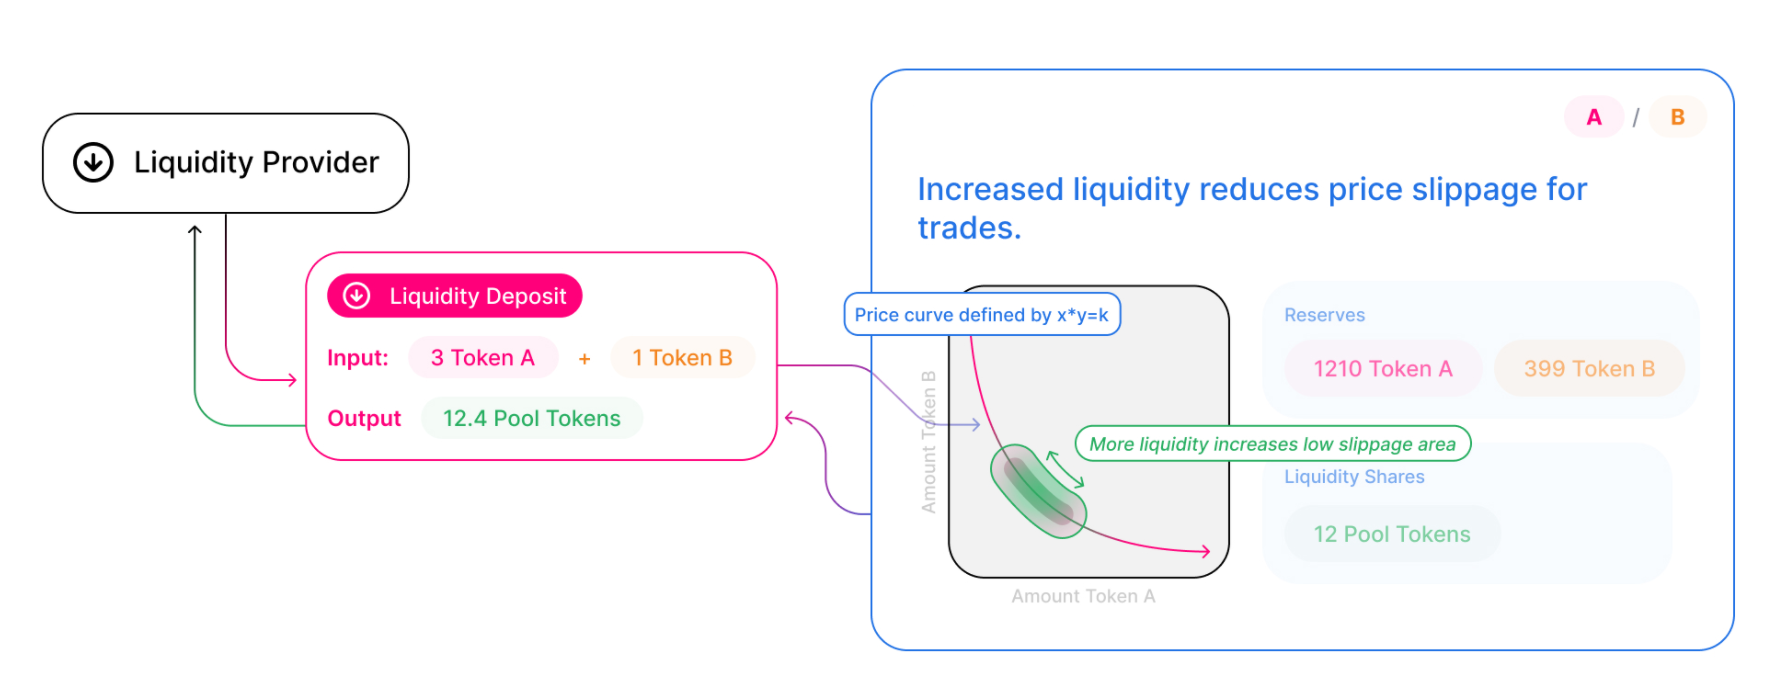 Liquidity Provider
Liquidity Deposit
Input: 3 Token A + 1 Token B
Output 12.4 Pool Tokens
A / B
Increased liquidity reduces price slippage for
trades.
Price curve defined by x*y=k
Amount Token B
Amount Token A
More liquidity increases low slippage area
Reserves
1210 Token A 399 Token B
Liquidity Shares
12 Pool Tokens